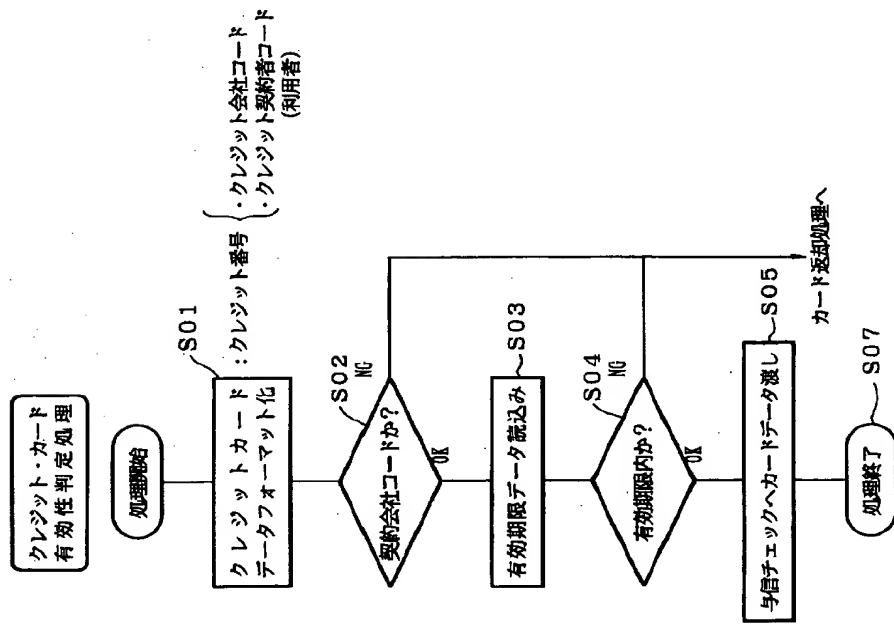 クレジット・カード
有効性判定処理
処理開始
S01
クレジットカード
データフォーマット化
:クレジット番号
・クレジット会社コード
・クレジット契約者コード
(利用者)
S02
契約会社コードか?
NG
OK
S03
有効期限データ読込み
S04
有効期限内か?
NG
OK
S05
与信チェックへカードデータ渡し
カード返却処理へ
S07
処理終了